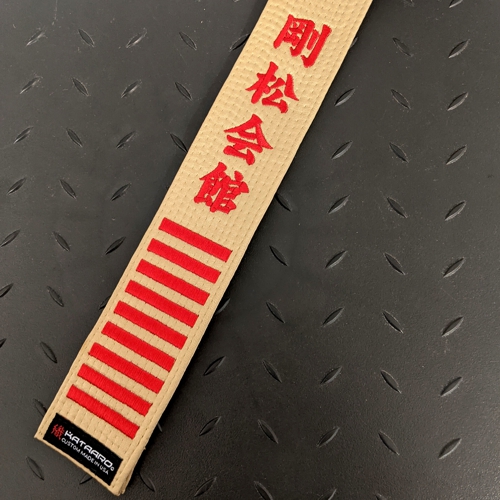 剛松会館
KATAARO
CUSTOM MADE IN USA